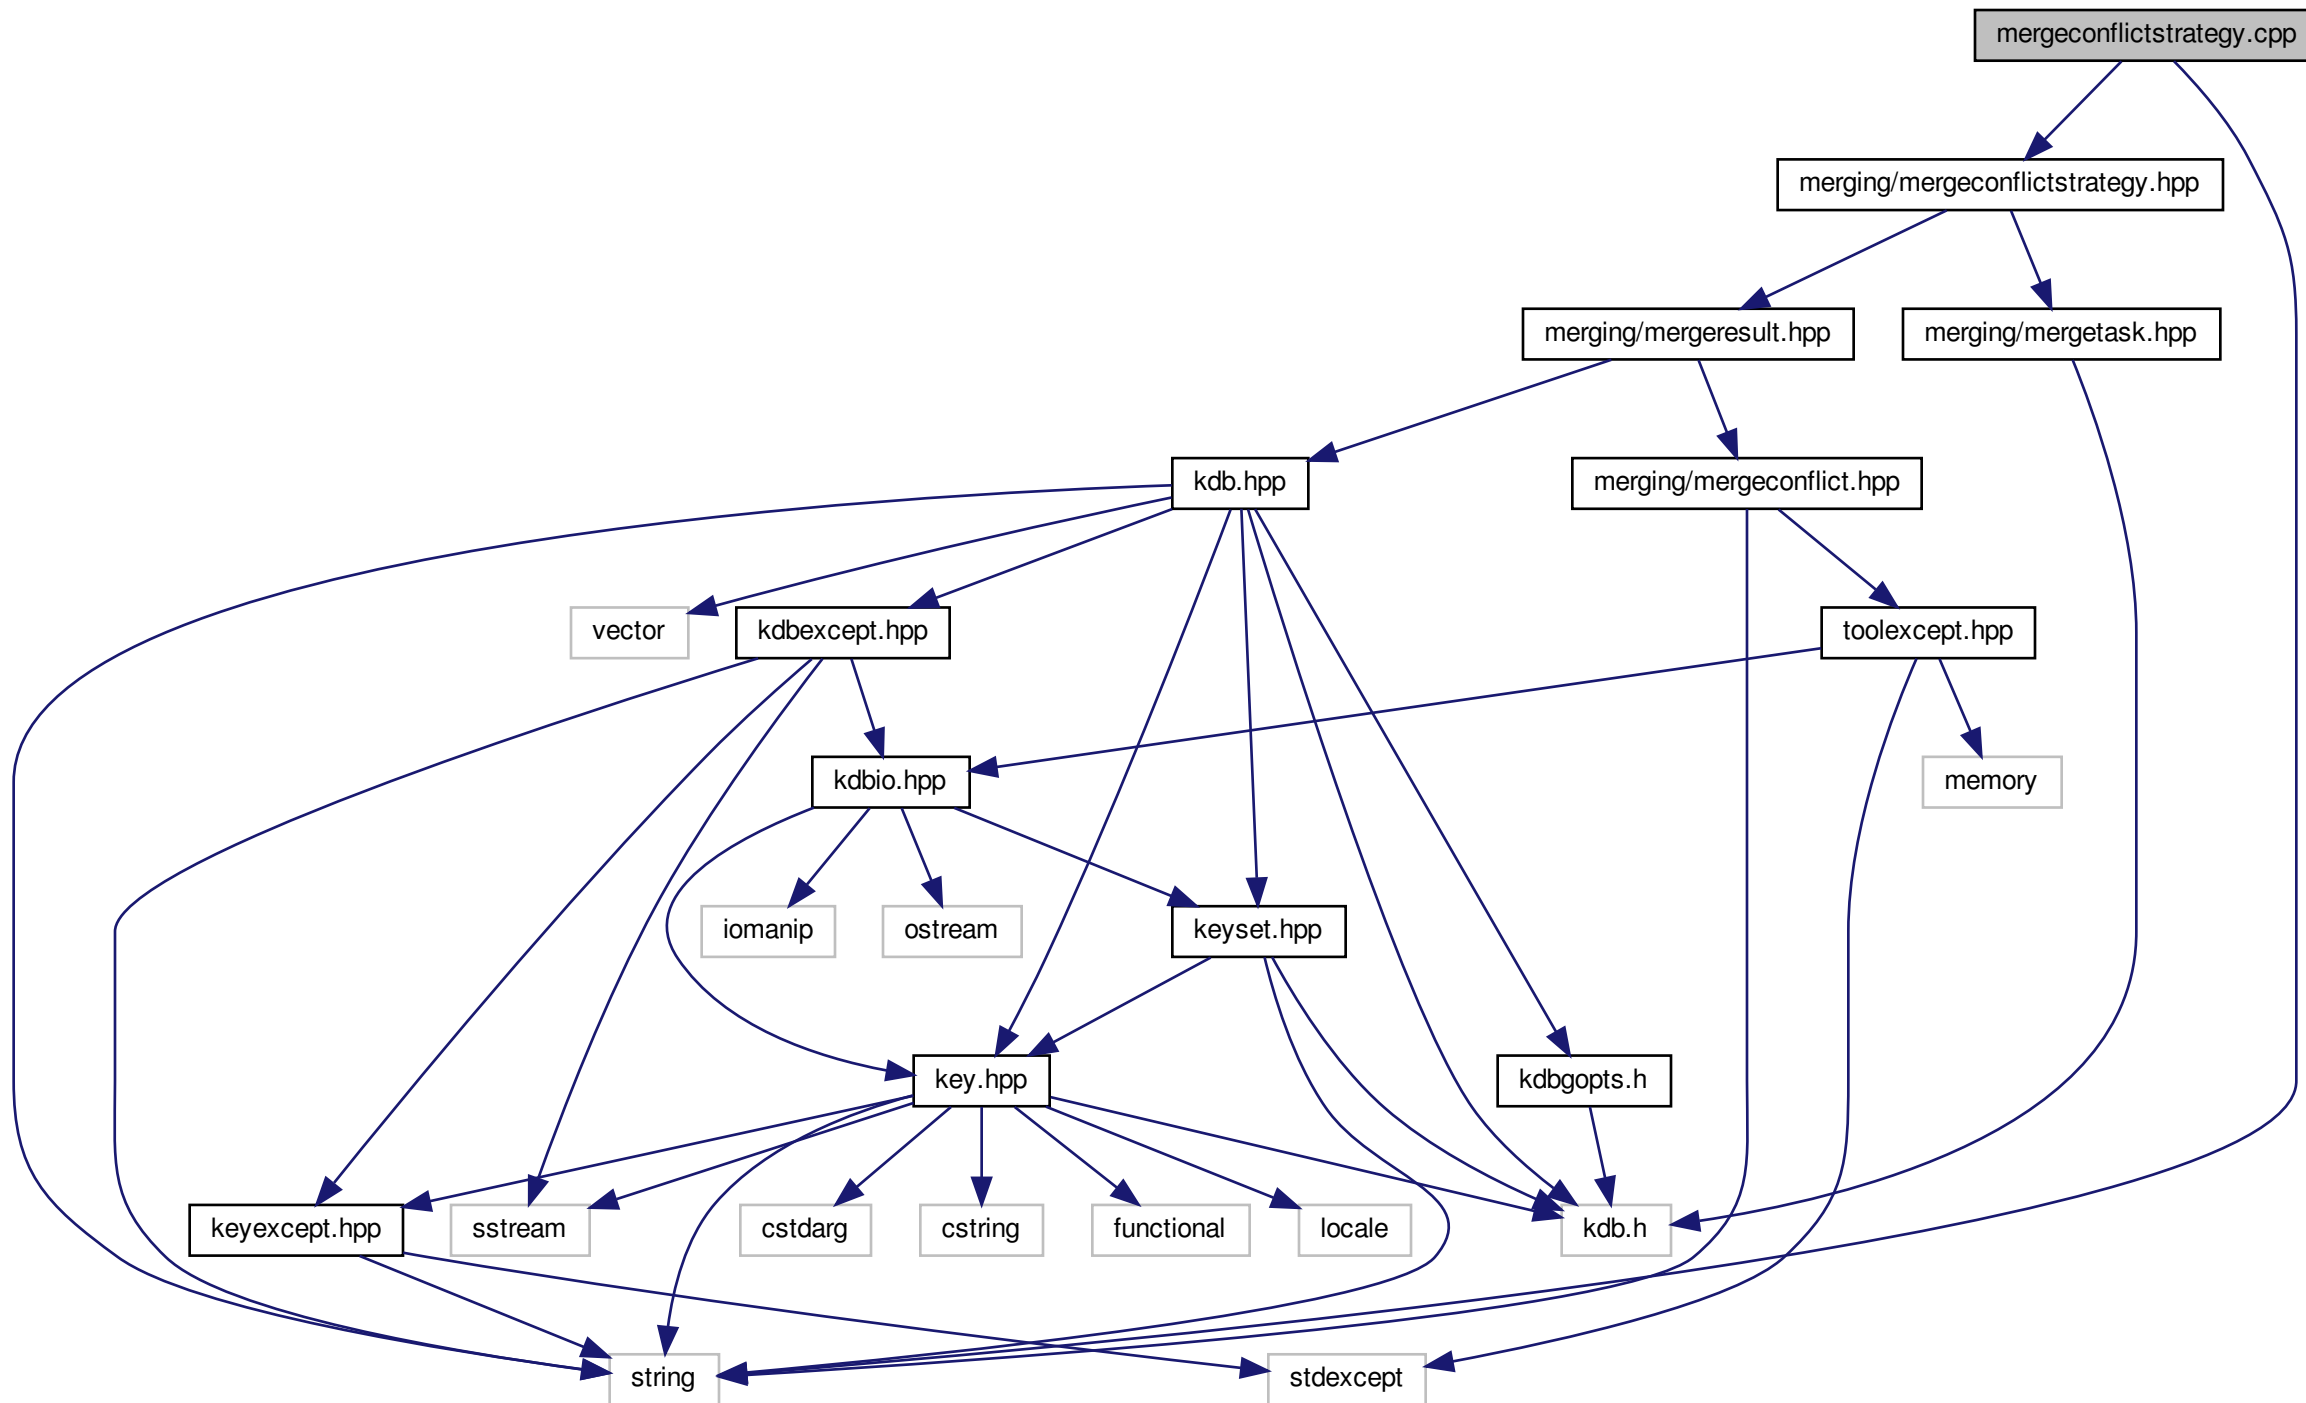 mergeconflictstrategy.cpp
merging/mergeconflictstrategy.hpp
merging/mergeresult.hpp
merging/mergetask.hpp
kdb.hpp
merging/mergeconflict.hpp
vector
kdbexcept.hpp
toolexcept.hpp
kdbio.hpp
memory
iomanip
ostream
keyset.hpp
key.hpp
kdbgopts.h
keyexcept.hpp
sstream
cstdarg
cstring
functional
locale
kdb.h
string
stdexcept